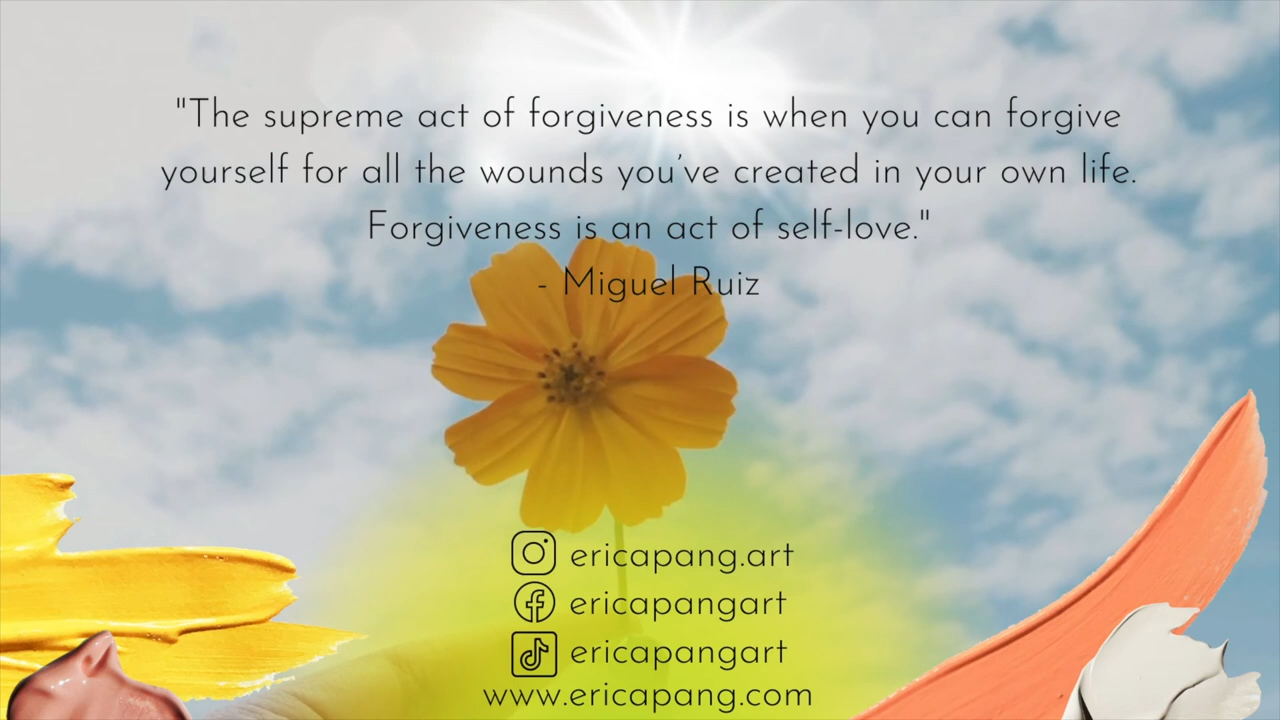 "The supreme act of forgiveness is when you can forgive
yourself for all the wounds you’ve created in your own life.
Forgiveness is an act of self-love."
- Miguel Ruiz
ericapang.art
ericapangart
ericapangart
www.ericapang.com